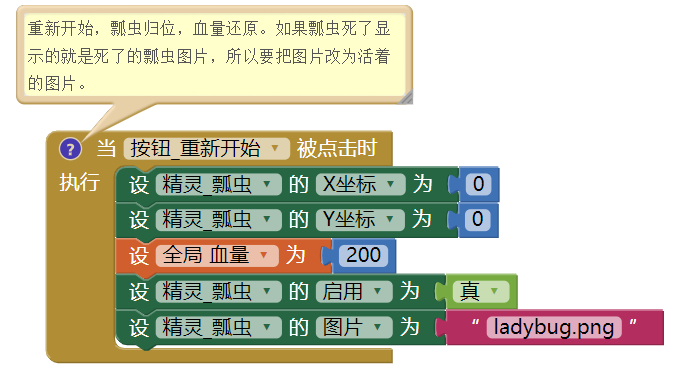 重新开始，瓢虫归位，血量还原。如果瓢虫死了显
示的就是死了的瓢虫图片，所以要把图片改为活着
的图片。
? 当 按钮_重新开始 被点击时
执行 设 精灵_瓢虫 的 X坐标 为 0
设 精灵_瓢虫 的 Y坐标 为 0
设 全局 血量 为 200
设 精灵_瓢虫 的 启用 为 真
设 精灵_瓢虫 的 图片 为 “ ladybug.png ”